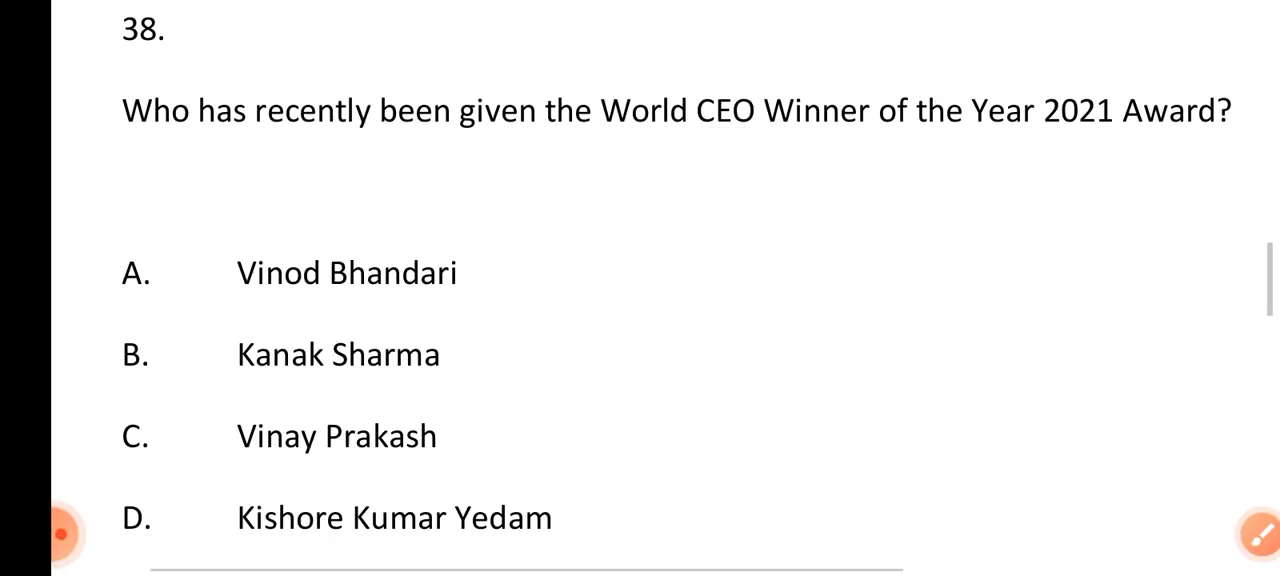 38.
Who has recently been given the World CEO Winner of the Year 2021 Award?
A. Vinod Bhandari
B. Kanak Sharma
C. Vinay Prakash
D. Kishore Kumar Yedam